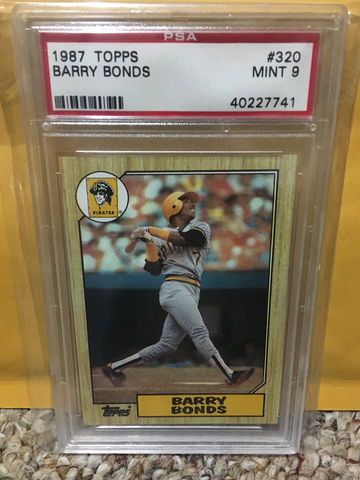 PSA
1987 TOPPS #320
BARRY BONDS MINT 9
40227741
PIRATES ®
Topps
BARRY
BONDS